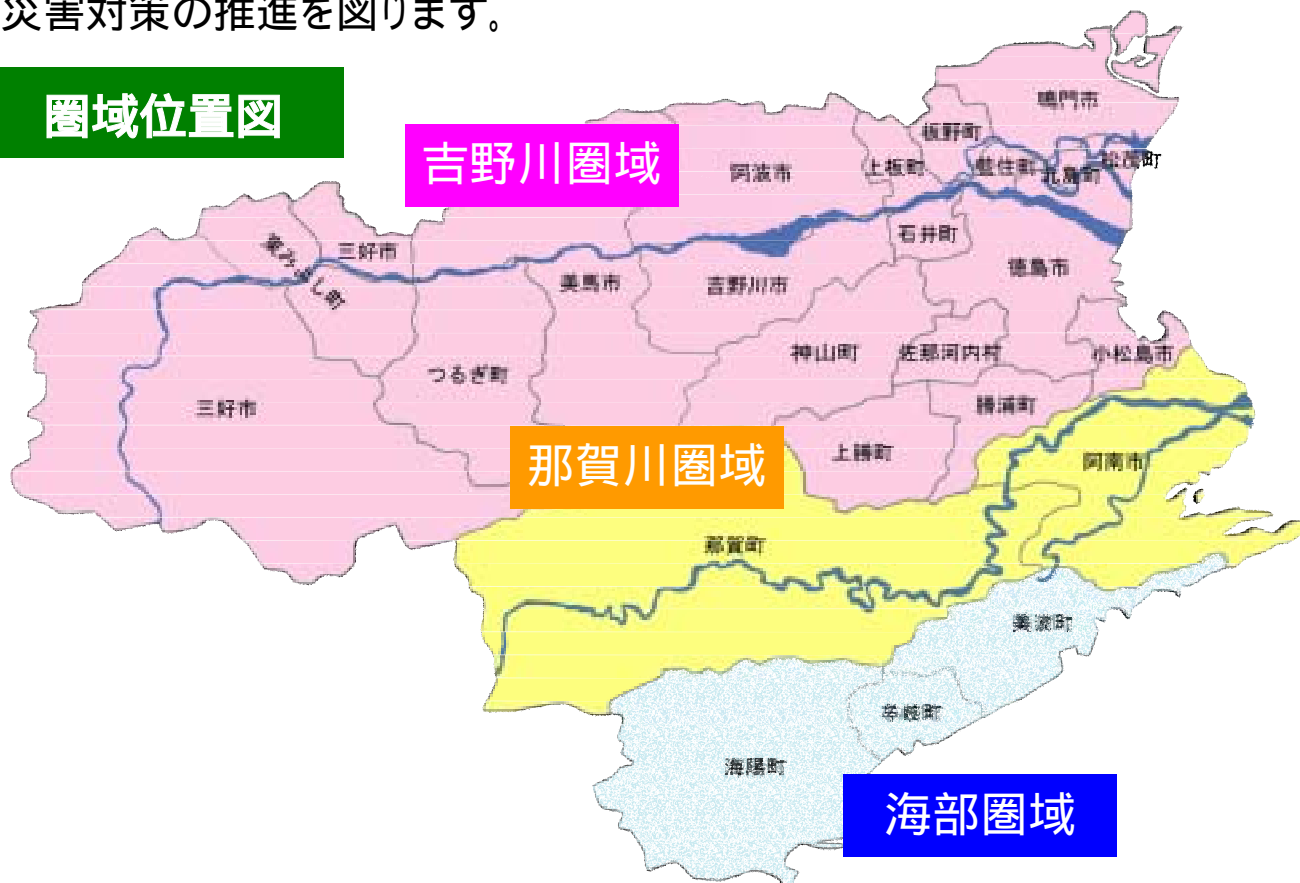 災害対策の推進を図ります。
圏域位置図
吉野川圏域
鳴門市
板野町
松茂町
藍住町
北島町
上板町
阿波市
石井町
徳島市
三好市
東みよし町
美馬市
吉野川市
神山町
佐那河内村
小松島市
つるぎ町
三好市
勝浦町
上勝町
那賀川圏域
阿南市
那賀町
美波町
牟岐町
海陽町
海部圏域